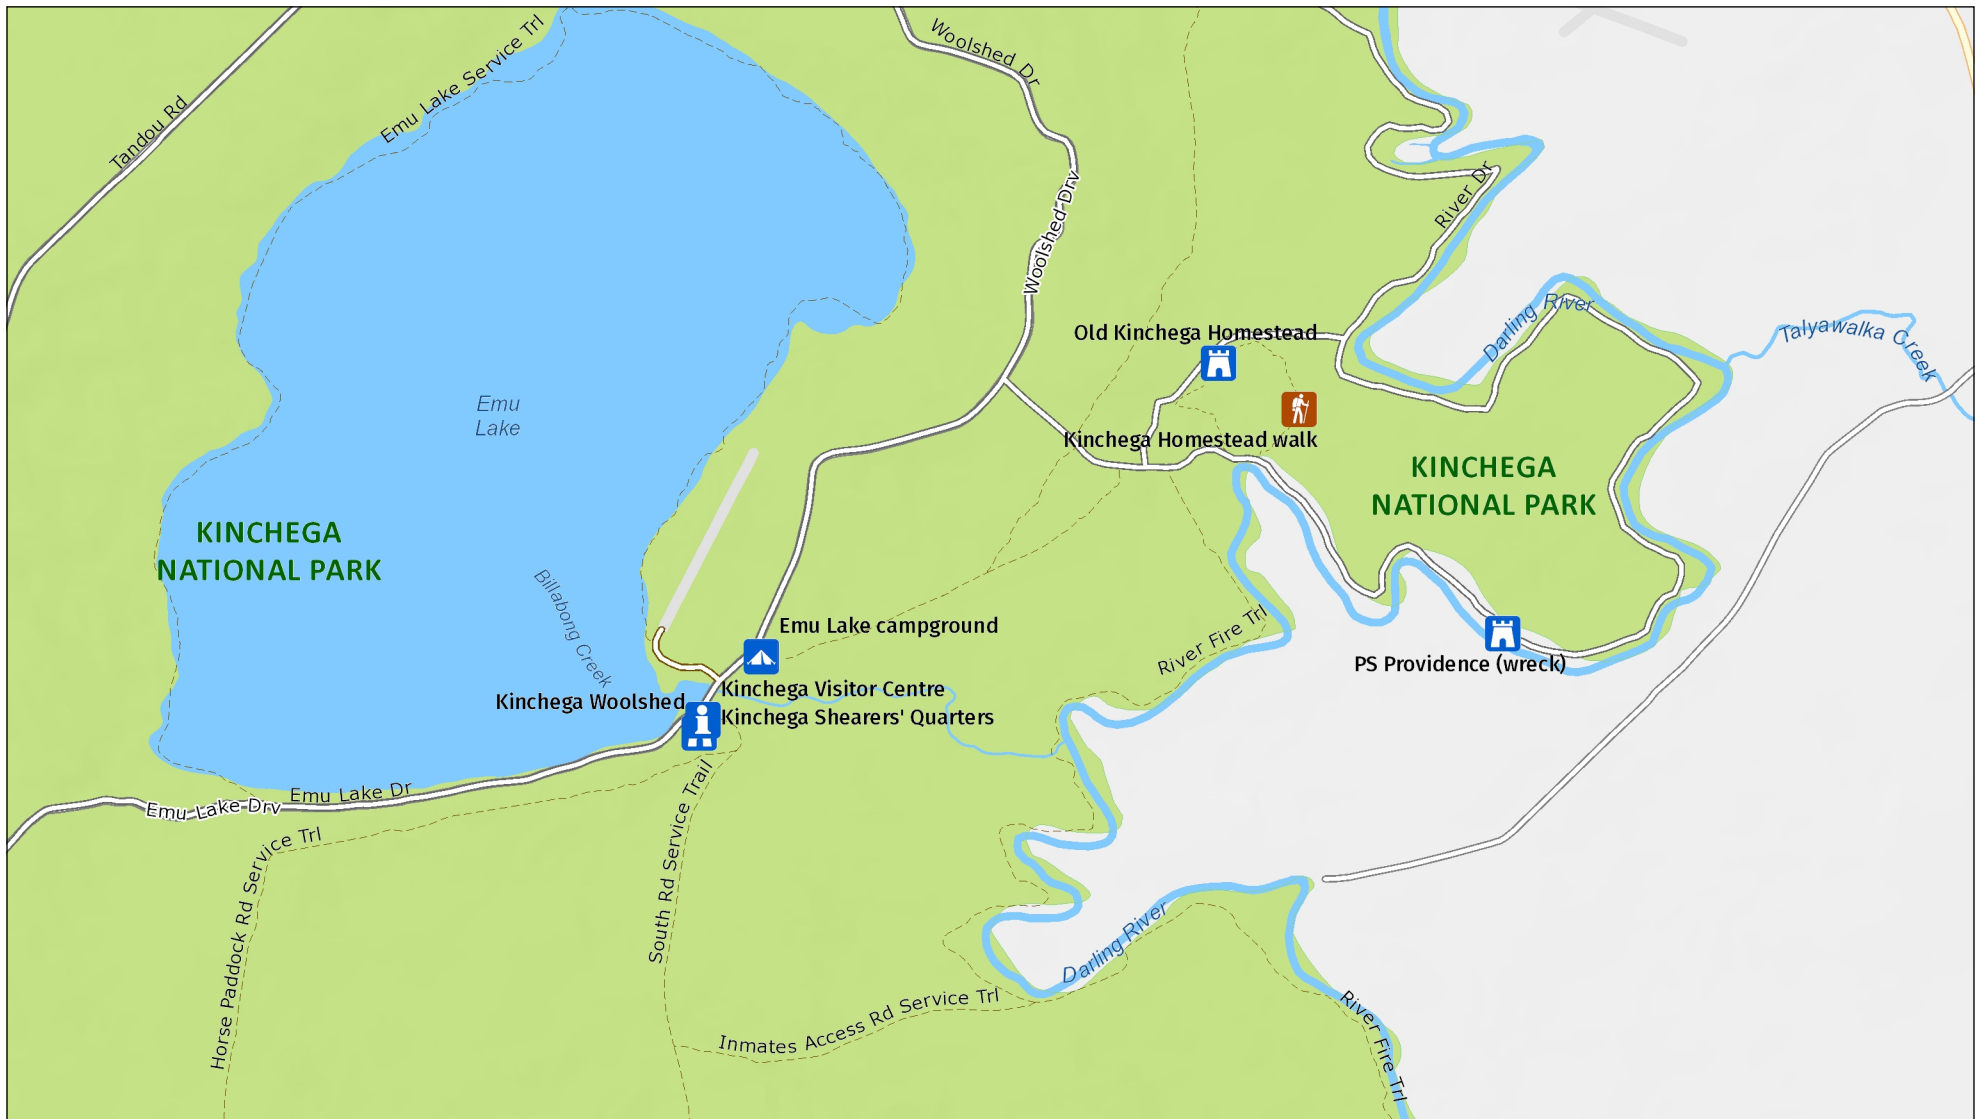 Emu Lake Service Trl
Woolshed Dr
Tandou Rd
River Dr
Woolshed Drv
Darling River
Talyawalka Creek
Old Kinchega Homestead
Emu
Lake
Kinchega Homestead walk
KINCHEGA
NATIONAL PARK
KINCHEGA
NATIONAL PARK
Billabong Creek
Emu Lake campground
River Fire Trl
PS Providence (wreck)
Kinchega Woolshed
Kinchega Visitor Centre
Kinchega Shearers' Quarters
Emu Lake Dr
Emu Lake Drv
Horse Paddock Rd Service Trl
South Rd Service Trail
Darling River
Inmates Access Rd Service Trl
River Fire Trl